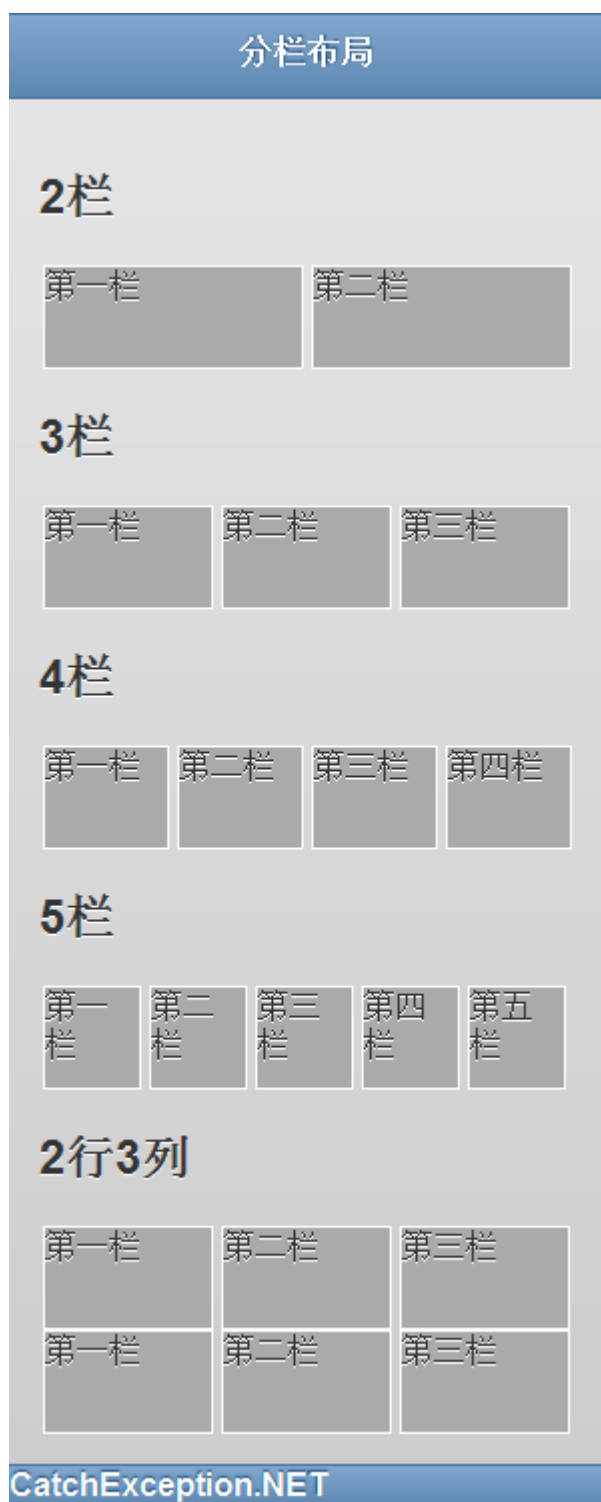 分栏布局
2栏
第一栏 第二栏
3栏
第一栏 第二栏 第三栏
4栏
第一栏 第二栏 第三栏 第四栏
5栏
第一栏 第二栏 第三栏 第四栏 第五栏
2行3列
第一栏 第二栏 第三栏
第一栏 第二栏 第三栏
CatchException.NET